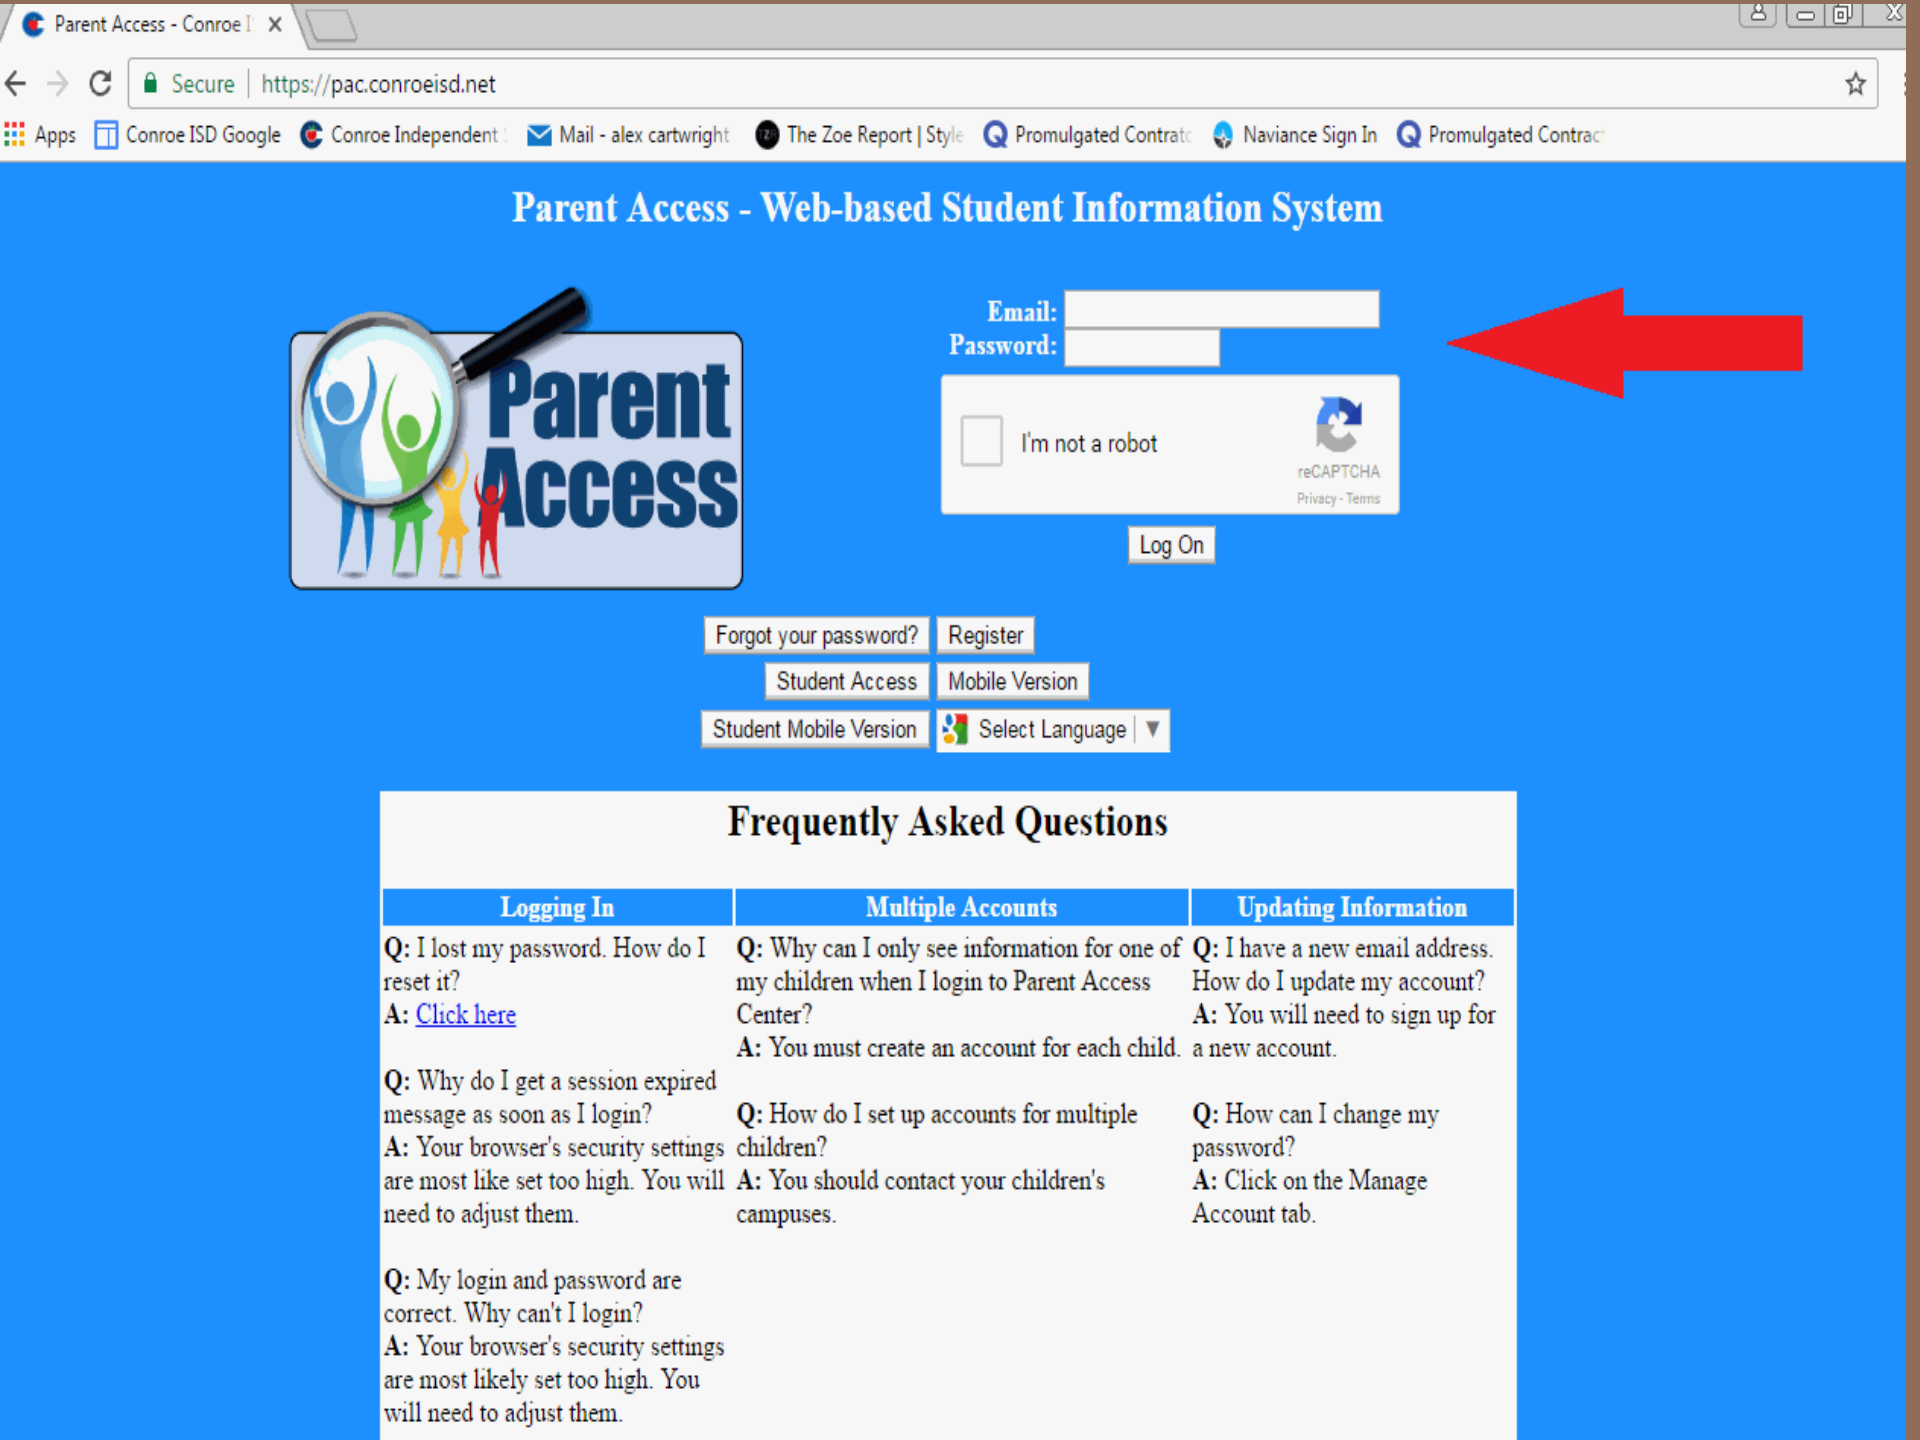 Parent Access - Conroe I
Secure https://pac.conroeisd.net
Apps Conroe ISD Google Conroe Independent Mail - alex cartwright The Zoe Report | Style Promulgated Contrat Naviance Sign In Promulgated Contract
Parent Access - Web-based Student Information System
Parent
Access
Email:
Password:
I'm not a robot
reCAPTCHA
Privacy - Terms
Log On
Forgot your password? Register
Student Access Mobile Version
Student Mobile Version Select Language
Frequently Asked Questions
Logging In
Q: I lost my password. How do I
reset it?
A: Click here
Q: Why do I get a session expired
message as soon as I login?
A: Your browser's security settings
are most like set too high. You will
need to adjust them.
Q: My login and password are
correct. Why can't I login?
A: Your browser's security settings
are most likely set too high. You
will need to adjust them.
Multiple Accounts
Q: Why can I only see information for one of
my children when I login to Parent Access
Center?
A: You must create an account for each child.
Q: How do I set up accounts for multiple
children?
A: You should contact your children's
campuses.
Updating Information
Q: I have a new email address.
How do I update my account?
A: You will need to sign up for
a new account.
Q: How can I change my
password?
A: Click on the Manage
Account tab.